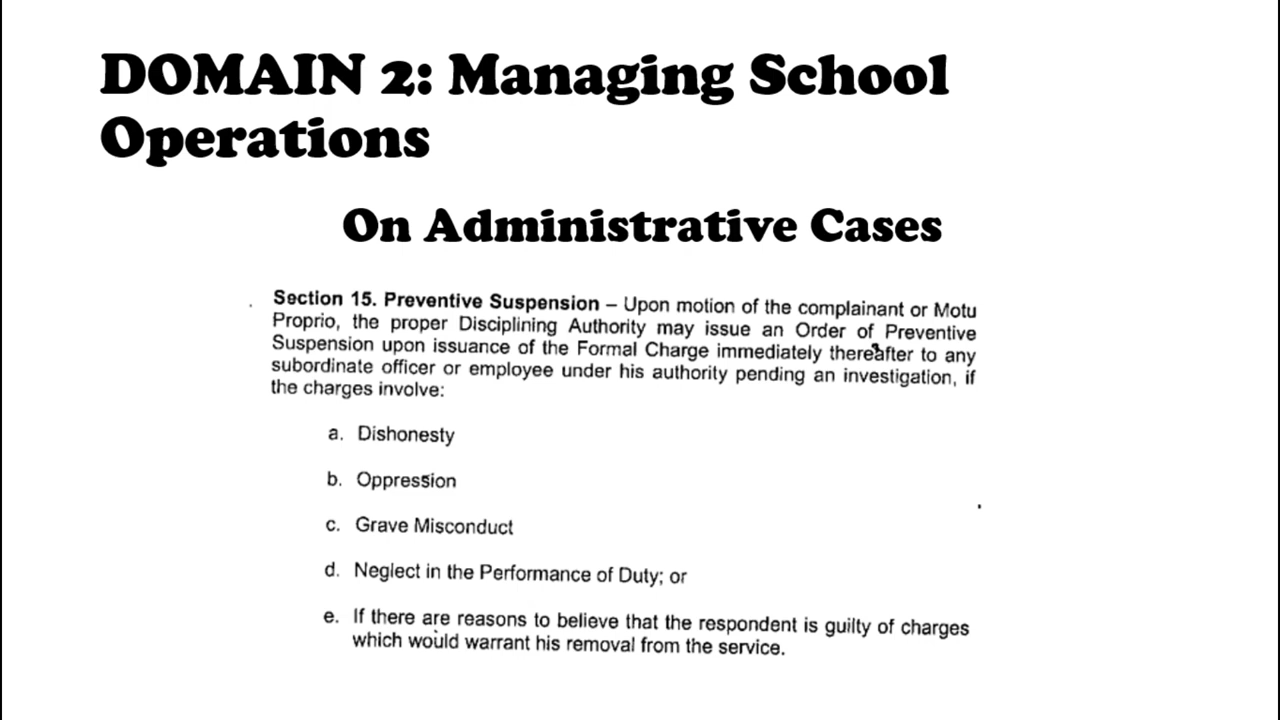 DOMAIN 2: Managing School
Operations
On Administrative Cases
Section 15. Preventive Suspension – Upon motion of the complainant or Motu
Proprio, the proper Disciplining Authority may issue an Order of Preventive
Suspension upon issuance of the Formal Charge immediately thereafter to any
subordinate officer or employee under his authority pending an investigation, if
the charges involve:
a. Dishonesty
b. Oppression
c. Grave Misconduct
d. Neglect in the Performance of Duty; or
e. If there are reasons to believe that the respondent is guilty of charges
which would warrant his removal from the service.